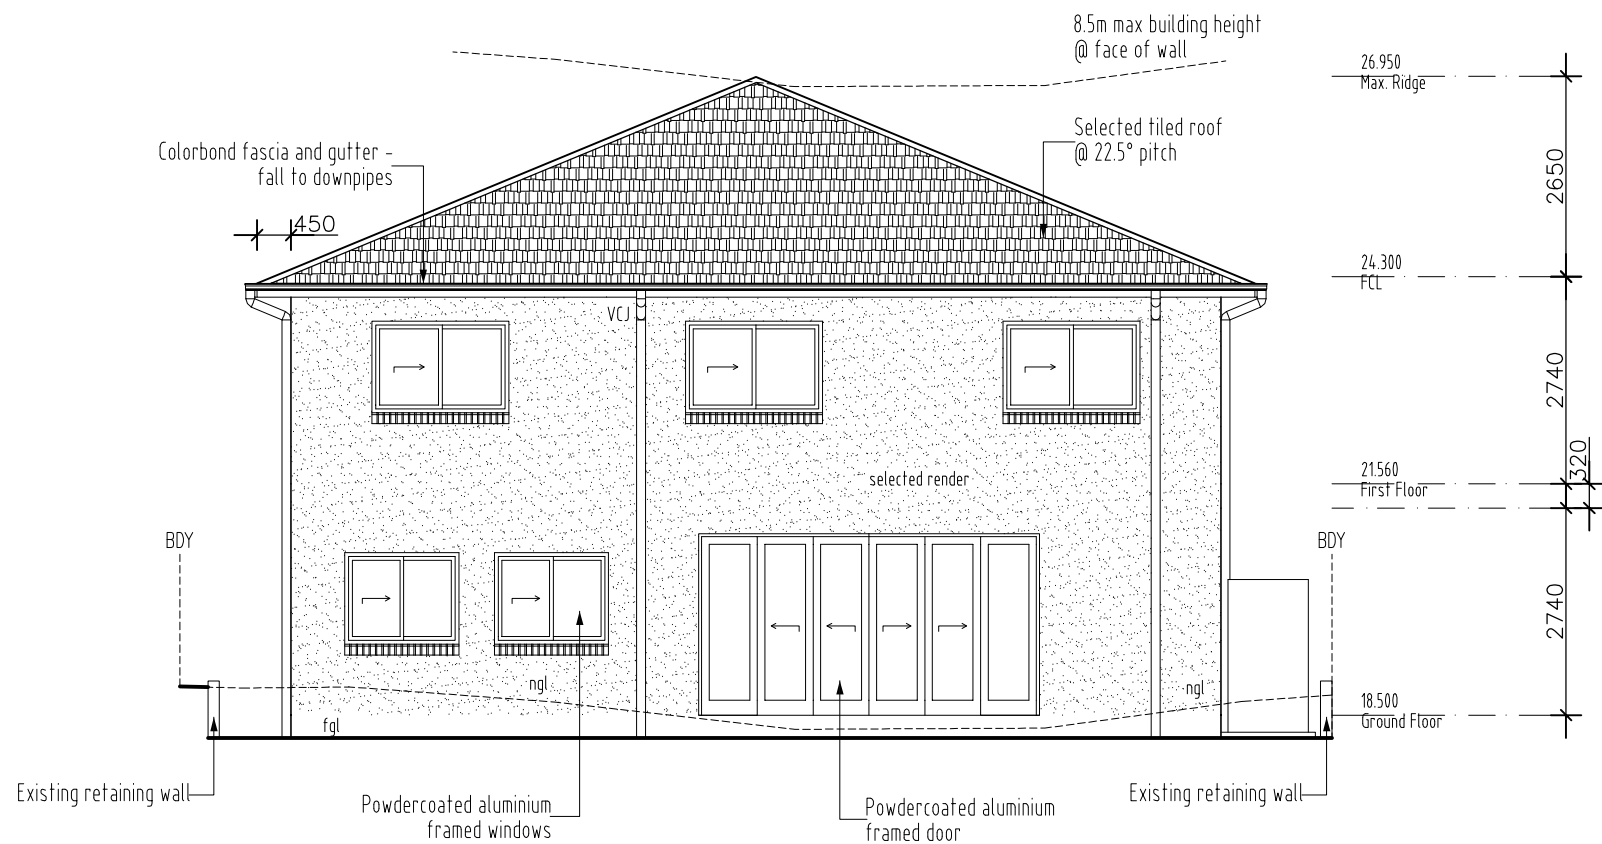 8.5m max building height
@ face of wall
26.950
Max. Ridge
Selected tiled roof
@ 22.5° pitch
Colorbond fascia and gutter -
fall to downpipes
2650
450
24.300
FCL
VCJ
2740
selected render
21.560
First Floor
320
BDY
BDY
2740
ngl
ngl
18.500
Ground Floor
fgl
Existing retaining wall
Powdercoated aluminium
framed windows
Powdercoated aluminium
framed door
Existing retaining wall